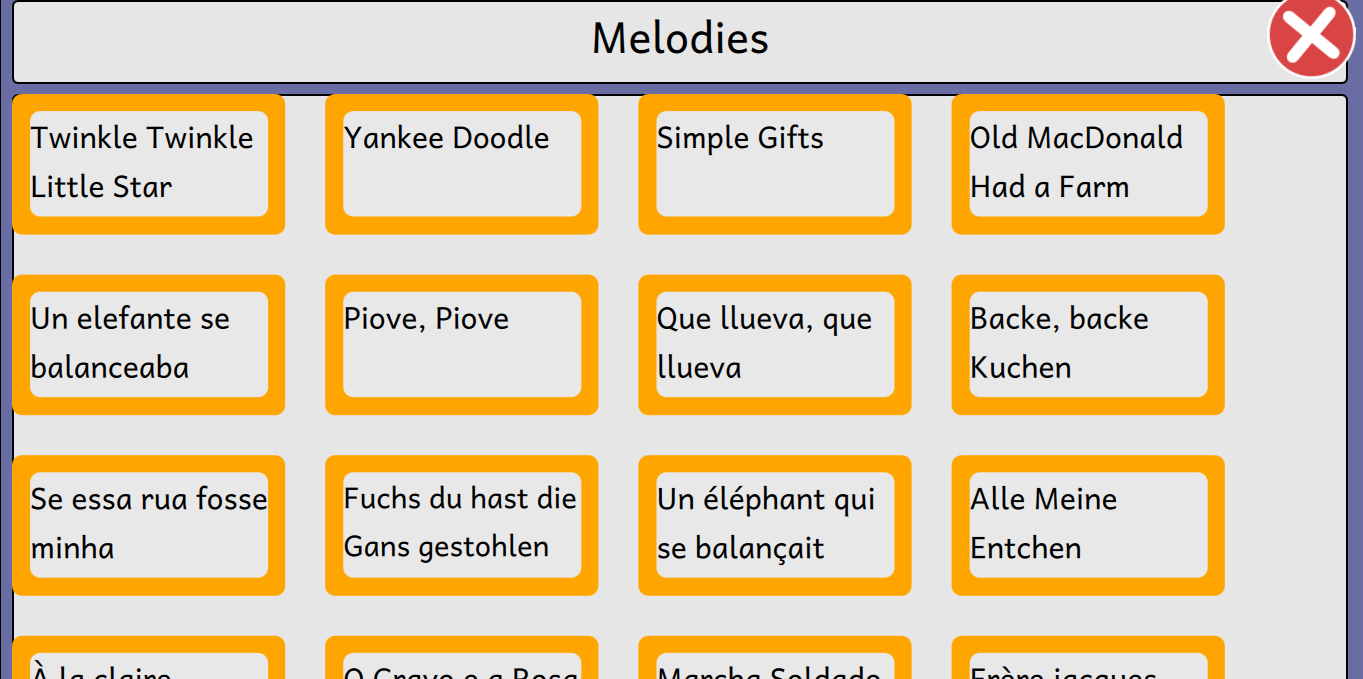 Melodies
Twinkle Twinkle
Little Star
Yankee Doodle
Simple Gifts
Old MacDonald
Had a Farm
Un elefante se
balanceaba
Piove, Piove
Que llueva, que
llueva
Backe, backe
Kuchen
Se essa rua fosse
minha
Fuchs du hast die
Gans gestohlen
Un éléphant qui
se balançait
Alle Meine
Entchen
À la claire
O Cravo e a Rosa
Marcha Soldado
Frère jacques